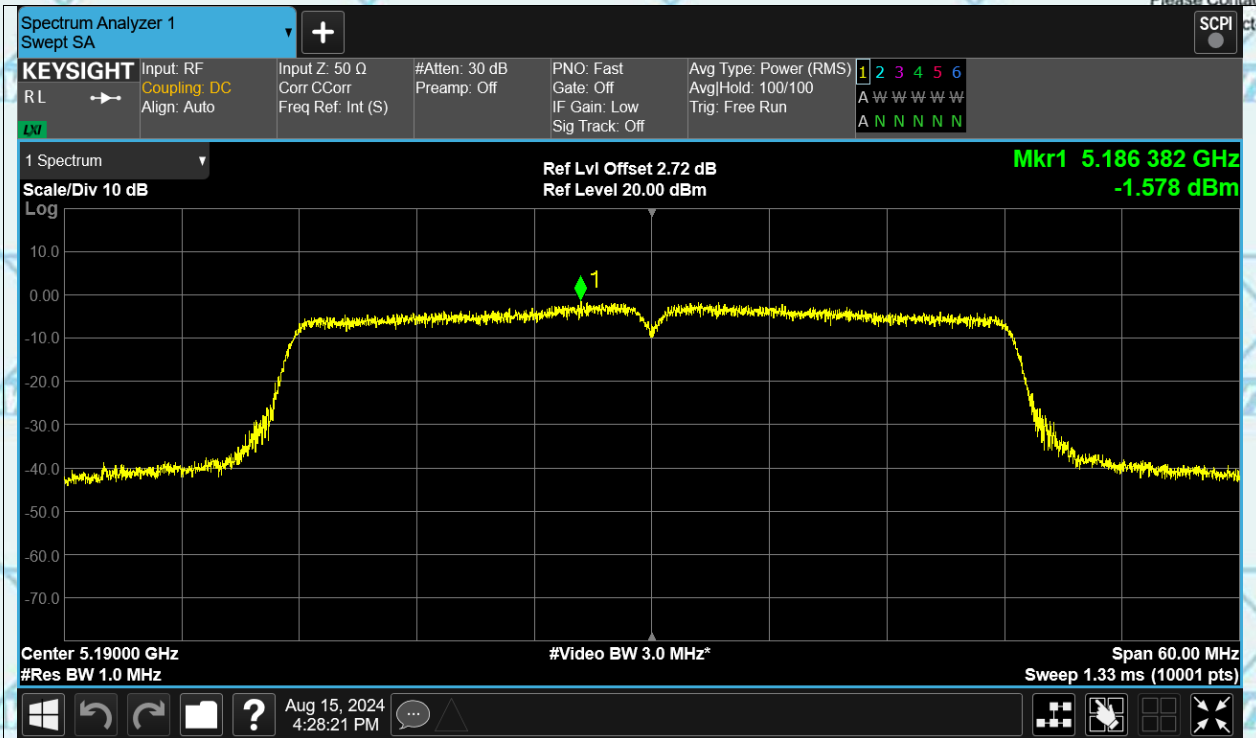 Please Conta
Spectrum Analyzer 1
Swept SA
SCPI
KEYSIGHT
R L
LXI
Input: RF
Coupling: DC
Align: Auto
Input Z: 50 Ω
Corr CCorr
Freq Ref: Int (S)
#Atten: 30 dB
Preamp: Off
PNO: Fast
Gate: Off
IF Gain: Low
Sig Track: Off
Avg Type: Power (RMS)
Avg|Hold: 100/100
Trig: Free Run
1 2 3 4 5 6
A W W W W W
A N N N N N
1 Spectrum
Scale/Div 10 dB
Log
Ref Lvl Offset 2.72 dB
Ref Level 20.00 dBm
Mkr1 5.186 382 GHz
-1.578 dBm
10.0
0.00
-10.0
-20.0
-30.0
-40.0
-50.0
-60.0
-70.0
1
Center 5.19000 GHz
#Res BW 1.0 MHz
#Video BW 3.0 MHz*
Span 60.00 MHz
Sweep 1.33 ms (10001 pts)
?
Aug 15, 2024
4:28:21 PM